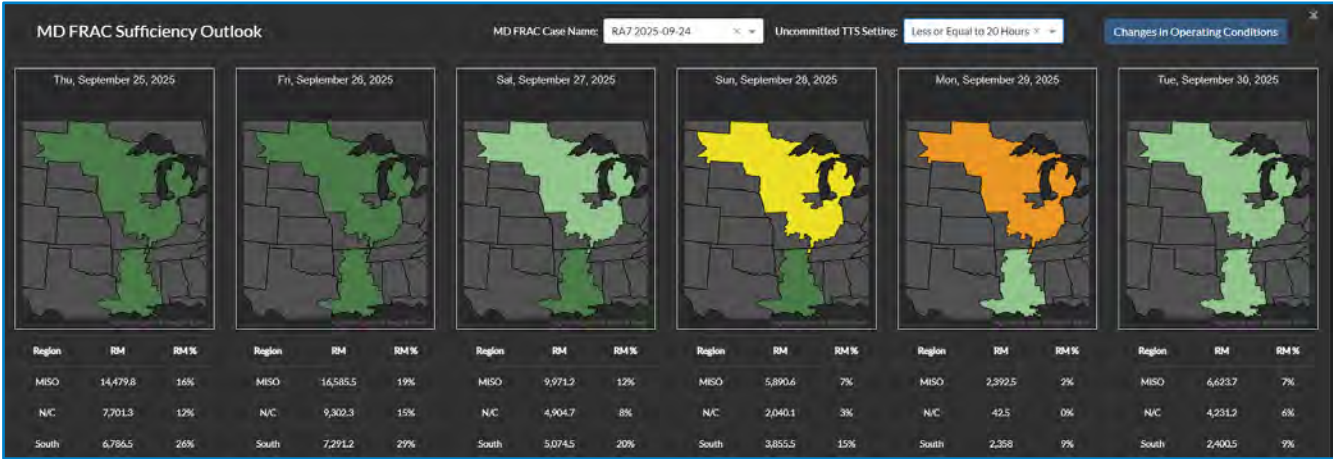 MD FRAC Sufficiency Outlook
MD FRAC Case Name: RA7 2025-09-24 Uncommitted TTS Setting: Less or Equal to 20 Hours Changes in Operating Conditions
Thu, September 25, 2025 Fri, September 26, 2025 Sat, September 27, 2025 Sun, September 28, 2025 Mon, September 29, 2025 Tue, September 30, 2025
Region RM RM% Region RM RM% Region RM RM% Region RM RM% Region RM RM% Region RM RM%
MISO 14,479.8 16% MISO 16,585.5 19% MISO 9,971.2 12% MISO 5,890.6 7% MISO 2,392.5 2% MISO 6,623.7 7%
N/C 7,701.3 12% N/C 9,302.3 15% N/C 4,904.7 8% N/C 2,040.1 3% N/C 42.5 0% N/C 4,231.2 6%
South 6,786.5 26% South 7,291.2 29% South 5,074.5 20% South 3,855.5 15% South 2,358 9% South 2,400.5 9%